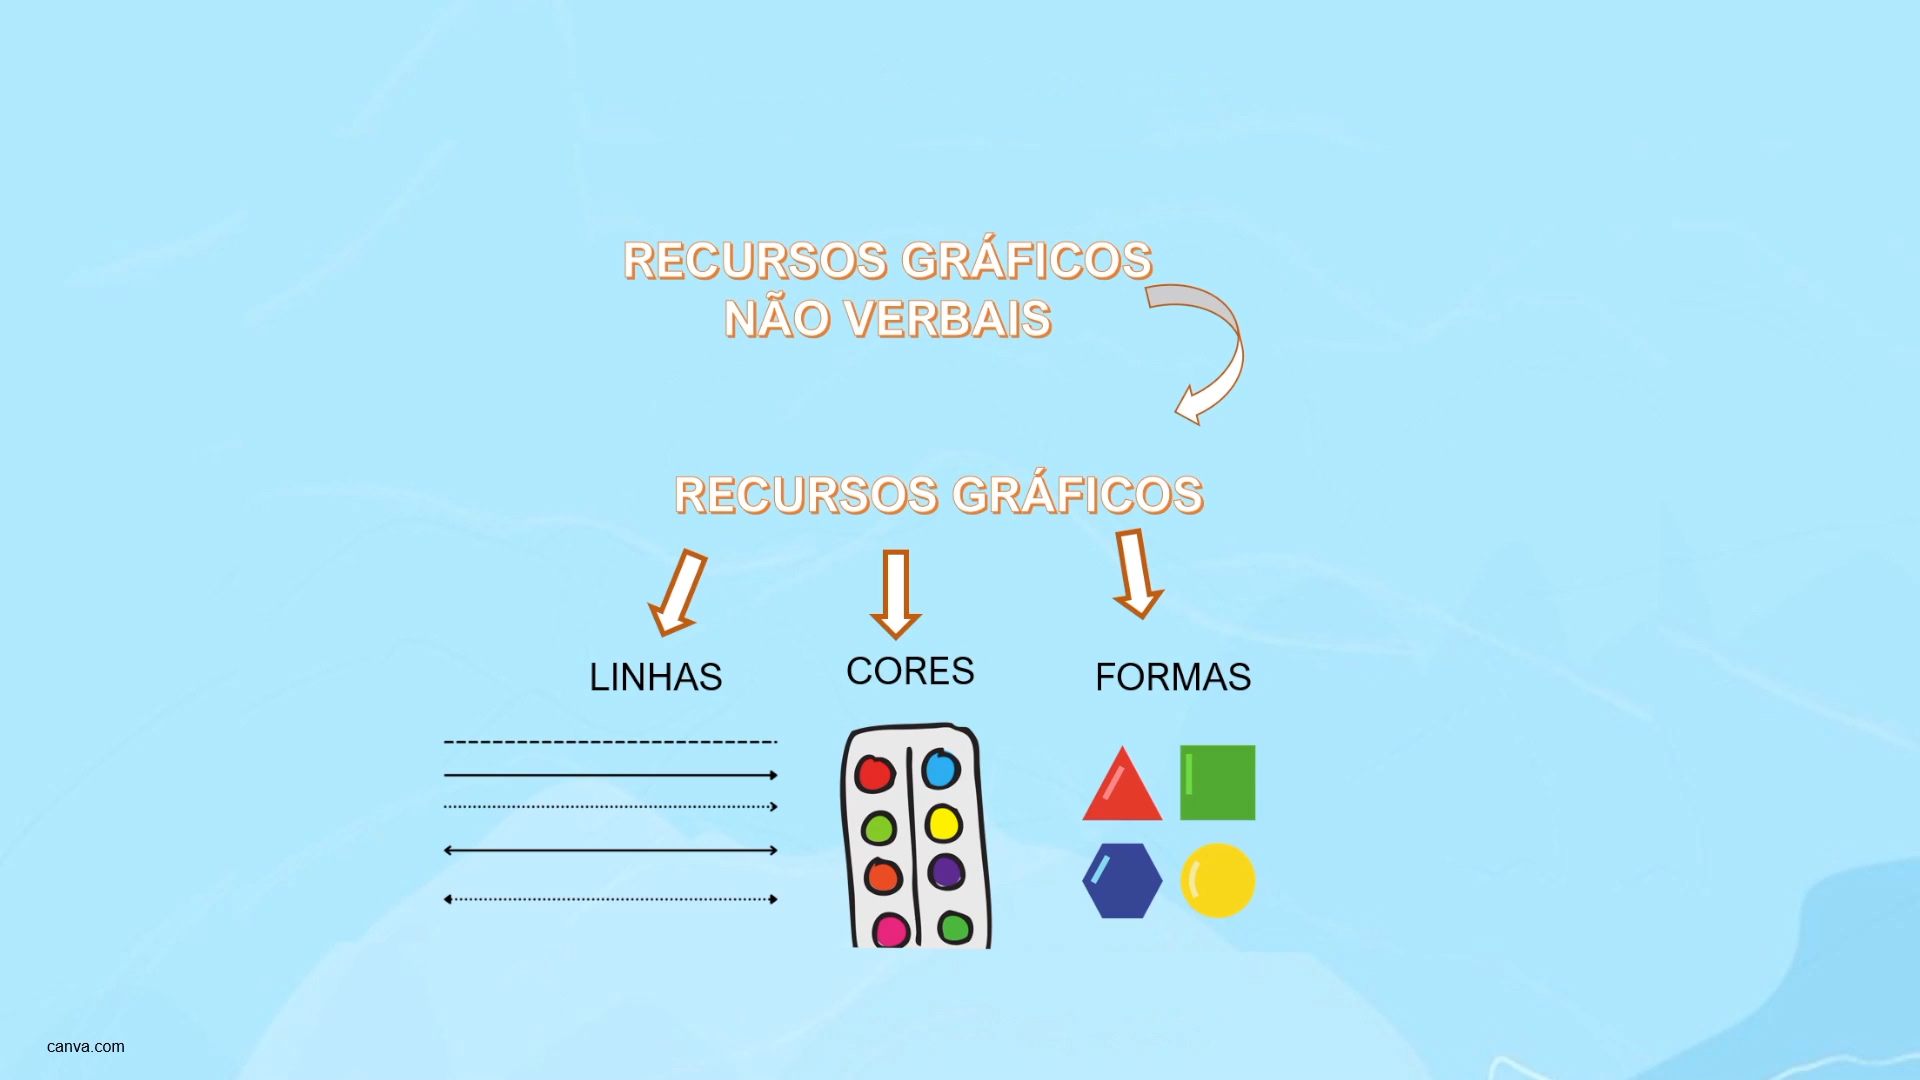 RECURSOS GRÁFICOS
NÃO VERBAIS
RECURSOS GRÁFICOS
LINHAS
CORES
FORMAS
canva.com